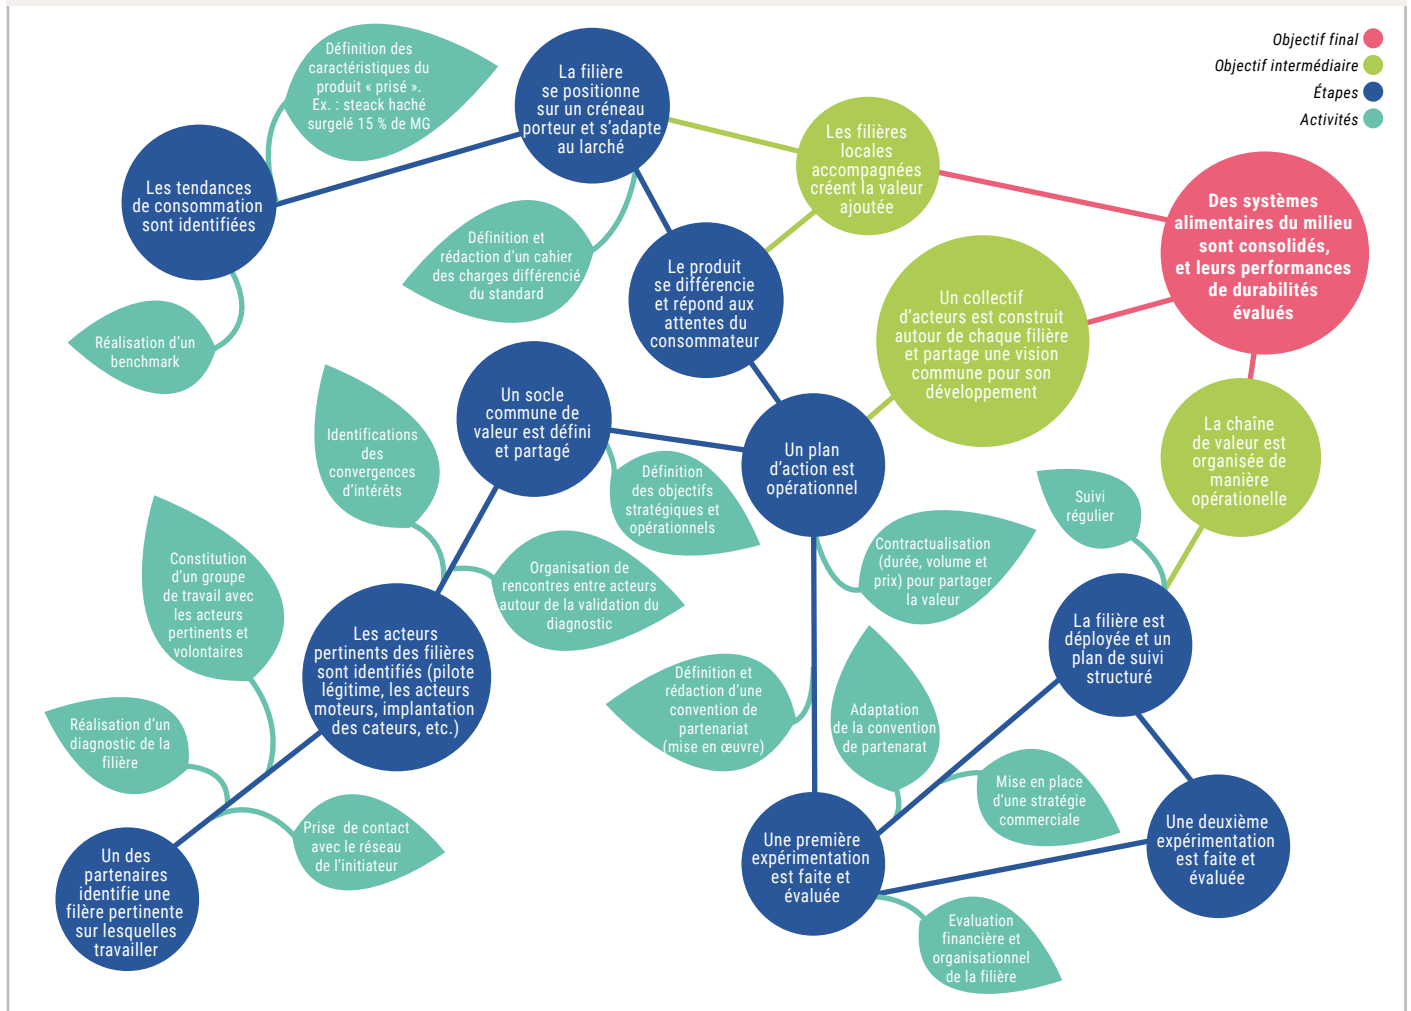 Objectif final
Objectif intermédiaire
Étapes
Activités
Définition des
caractéristiques du
produit « prisé ».
Ex. : steack haché
surgelé 15 % de MG
La filière
se positionne
sur un créneau
porteur et s'adapte
au larché
Les filières
locales
accompagnées
créent la valeur
ajoutée
Les tendances
de consommation
sont identifiées
Des systèmes
alimentaires du milieu
sont consolidés,
et leurs performances
de durabilités
évalués
Définition et
rédaction d'un cahier
des charges différencié
du standard
Le produit
se différencie
et répond aux
attentes du
consommateur
Un collectif
d'acteurs est construit
autour de chaque filière
et partage une vision
commune pour son
développement
Réalisation d'un
benchmark
Un socle
commune de
valeur est défini
et partagé
Identifications
des
convergences
d'intérêts
Un plan
d'action est
opérationnel
La chaîne
de valeur est
organisée de
manière
opérationelle
Définition
des objectifs
stratégiques et
opérationnels
Suivi
régulier
Constitution
d'un groupe
de travail avec
les acteurs
pertinents et
volontaires
Organisation de
rencontres entre acteurs
autour de la validation du
diagnostic
Contractualisation
(durée, volume et
prix) pour partager
la valeur
Les acteurs
pertinents des filières
sont identifiés (pilote
légitime, les acteurs
moteurs, implantation
des cateurs, etc.)
La filière est
déployée et un
plan de suivi
structuré
Définition et
rédaction d'une
convention de
partenariat
(mise en œuvre)
Adaptation
de la convention
de partenarat
Réalisation d'un
diagnostic de la
filière
Mise en place
d'une stratégie
commerciale
Prise de contact
avec le réseau
de l'initiateur
Une première
expérimentation
est faite et
évaluée
Une deuxième
expérimentation
est faite et
évaluée
Un des
partenaires
identifie une
filère pertinente
sur lesquelles
travailler
Evaluation
financière et
organisationnel
de la filière